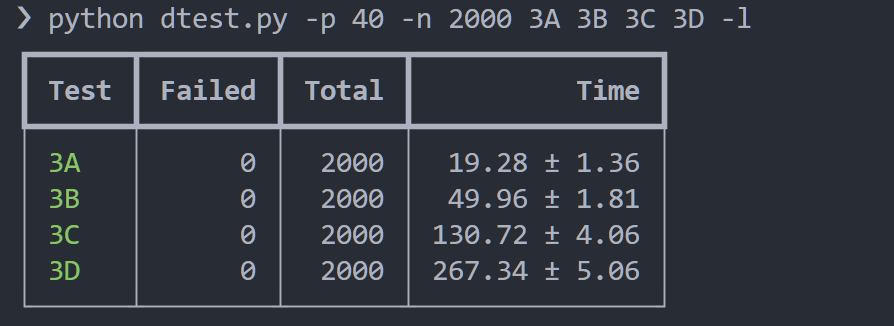 ❯ python dtest.py -p 40 -n 2000 3A 3B 3C 3D -l
Test Failed Total Time
3A 0 2000 19.28 ± 1.36
3B 0 2000 49.96 ± 1.81
3C 0 2000 130.72 ± 4.06
3D 0 2000 267.34 ± 5.06